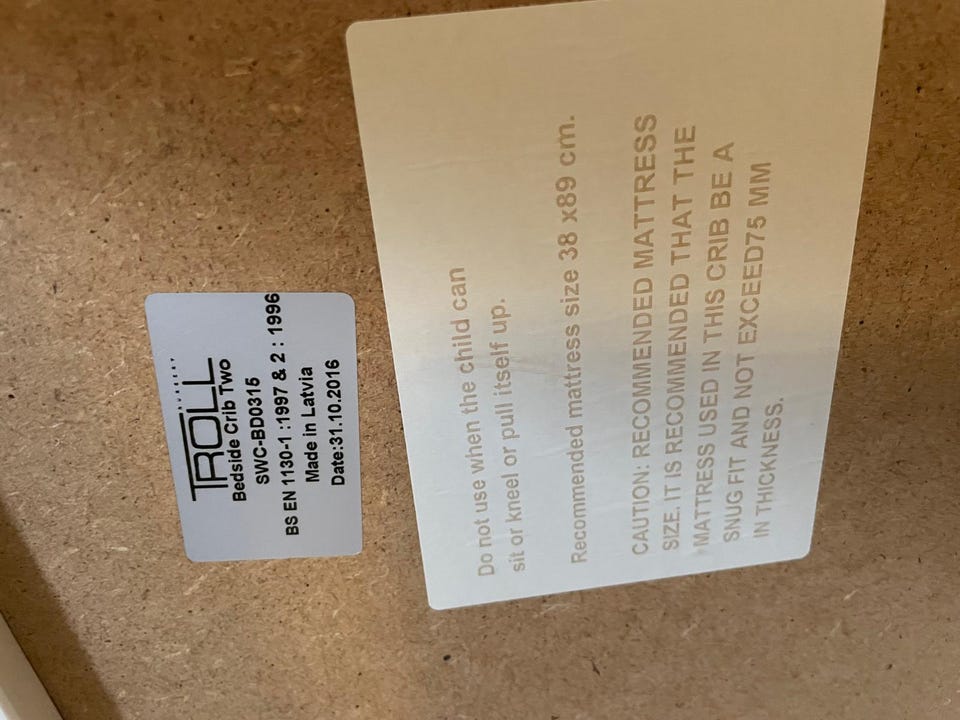 TROLL
NURSERY
Bedside Crib Two
SWC-BD0315
BS EN 1130-1 :1997 & 2 : 1996
Made in Latvia
Date:31.10.2016
Do not use when the child can
sit or kneel or pull itself up.
Recommended mattress size 38 x89 cm.
CAUTION: RECOMMENDED MATTRESS
SIZE. IT IS RECOMMENDED THAT THE
MATTRESS USED IN THIS CRIB BE A
SNUG FIT AND NOT EXCEED75 MM
IN THICKNESS.